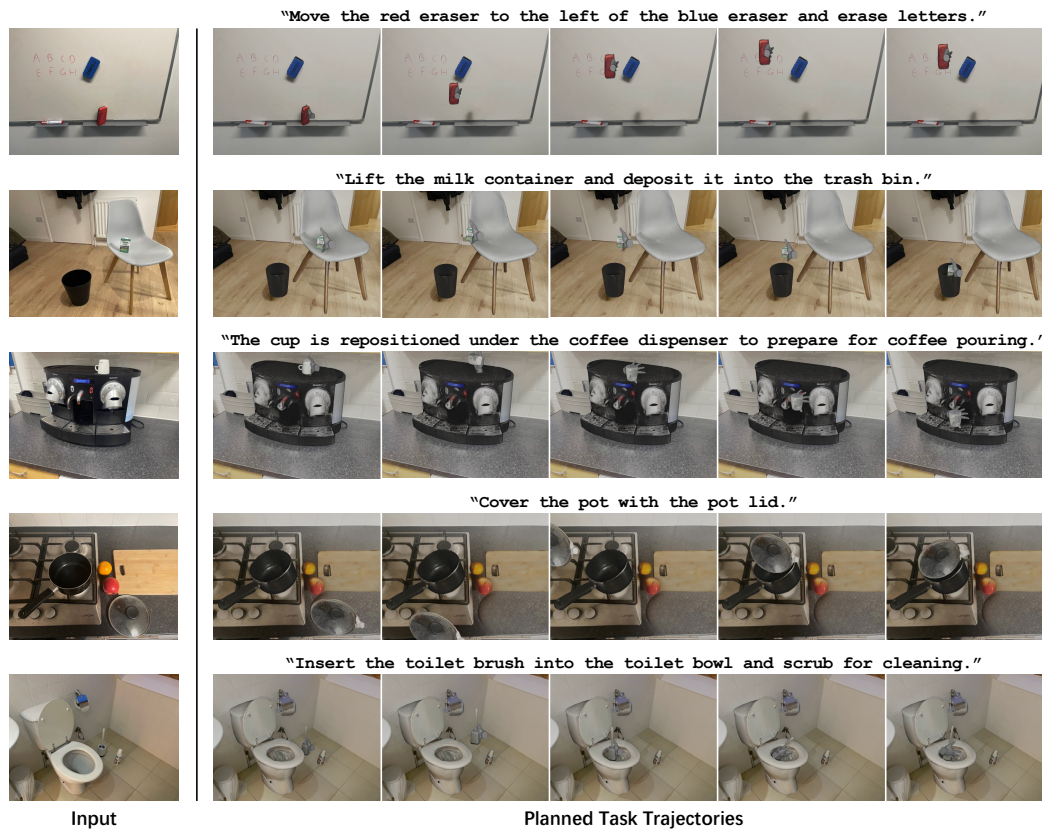 “Move the red eraser to the left of the blue eraser and erase letters.”
A B C D
E F G H
“Lift the milk container and deposit it into the trash bin.”
“The cup is repositioned under the coffee dispenser to prepare for coffee pouring.”
“Cover the pot with the pot lid.”
“Insert the toilet brush into the toilet bowl and scrub for cleaning.”
Input
Planned Task Trajectories